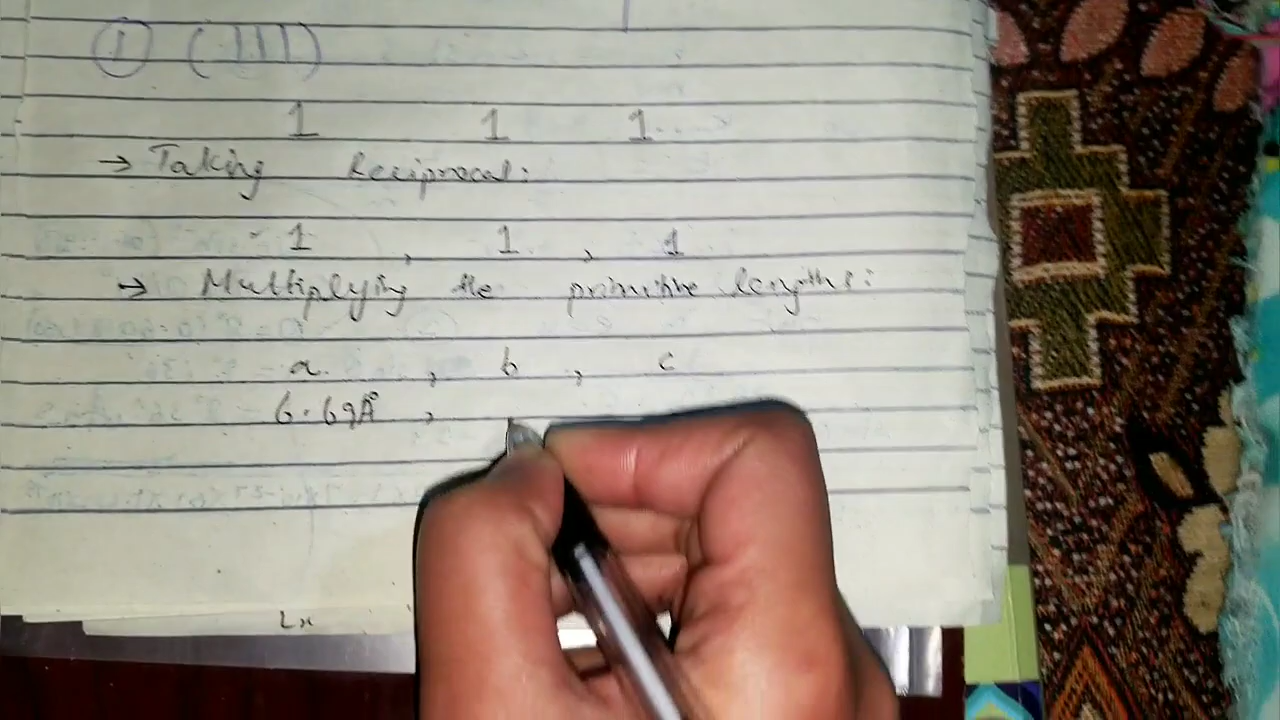 ① (111)
1 1 1
→ Taking Reciprocal:
1 , 1 , 1
→ Multiplying the primitive lengths:
a , b , c
6.69Å ,